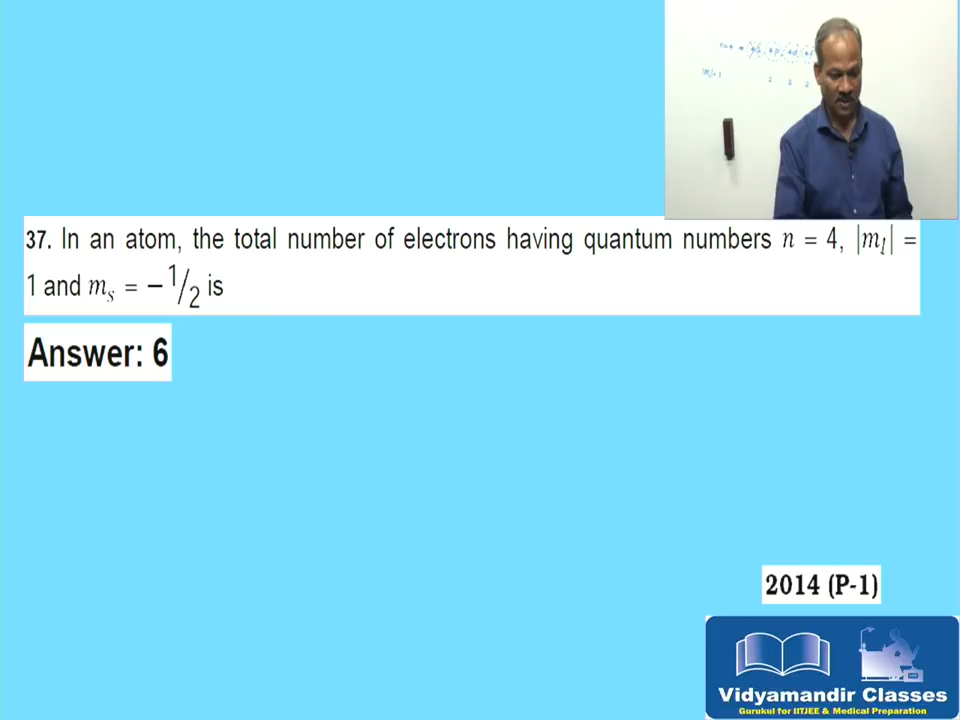 37. In an atom, the total number of electrons having quantum numbers n = 4, |m_l| =
1 and m_s = − 1/2 is
Answer: 6
2014 (P-1)
Vidyamandir Classes
Gurukul for IITJEE & Medical Preparation